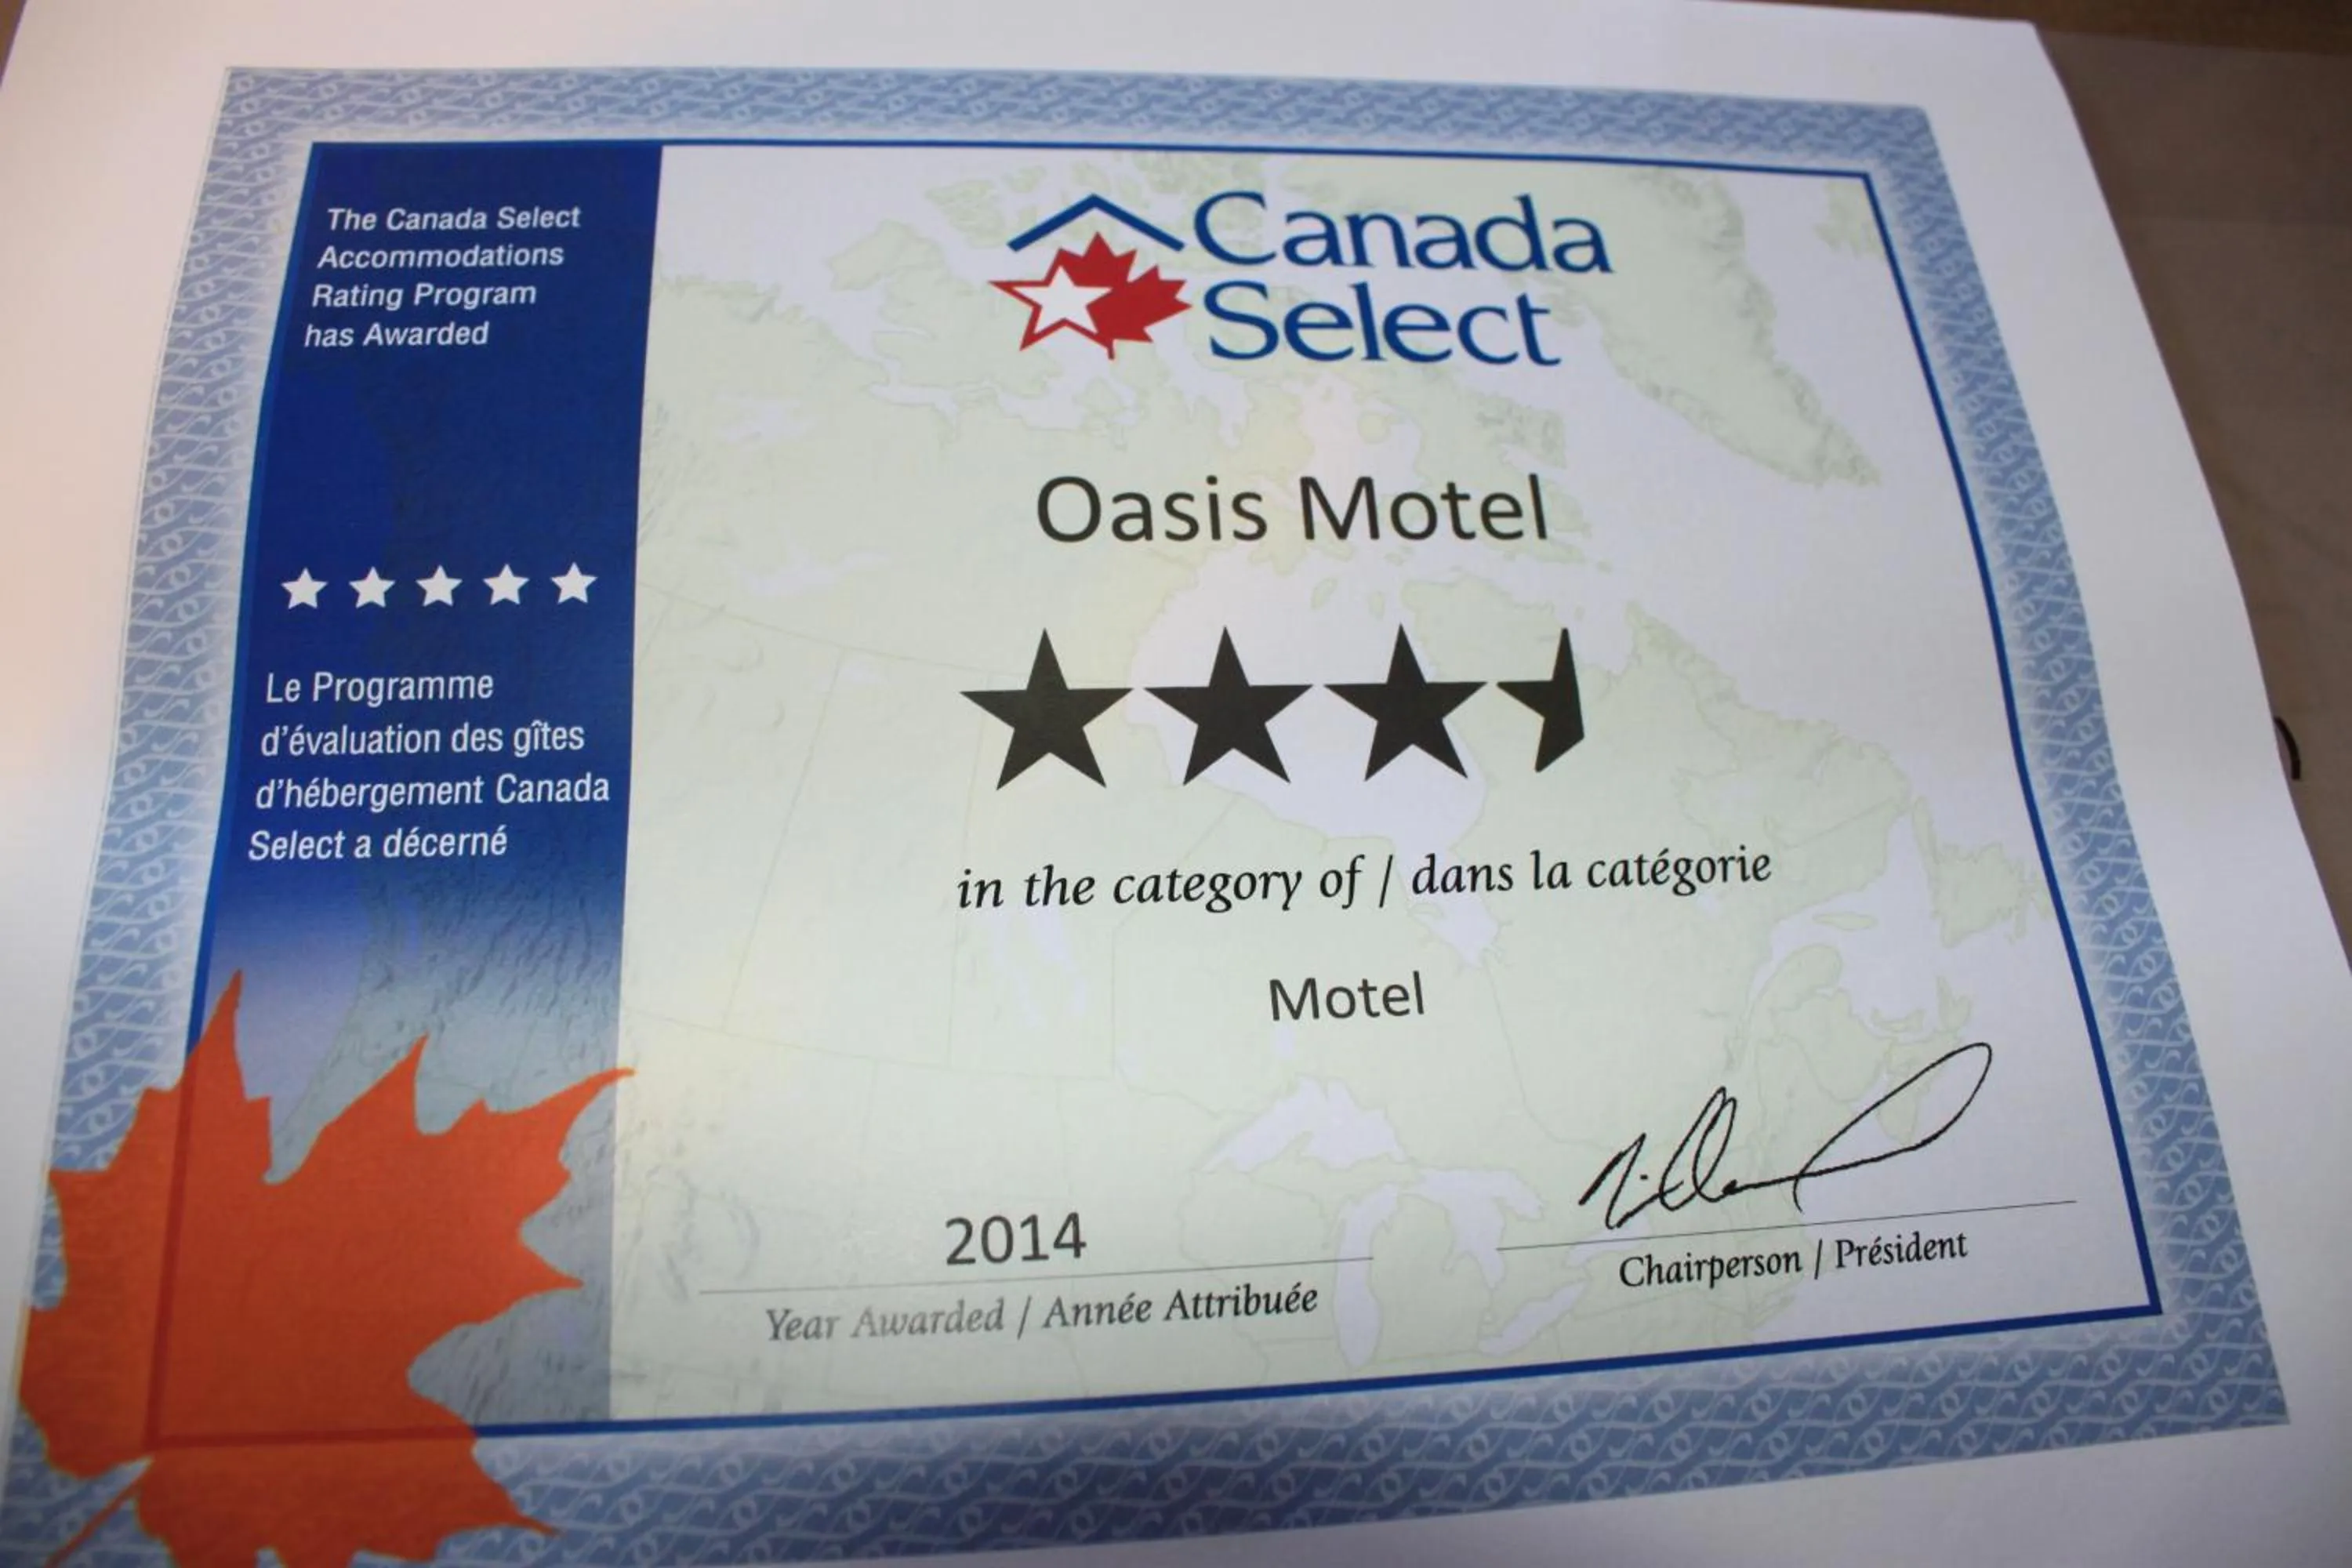 The Canada Select
Accommodations
Rating Program
has Awarded
Le Programme
d'évaluation des gîtes
d'hébergement Canada
Select a décerné
Canada
Select
Oasis Motel
in the category of / dans la catégorie
Motel
2014
Year Awarded / Année Attribuée
Chairperson / Président